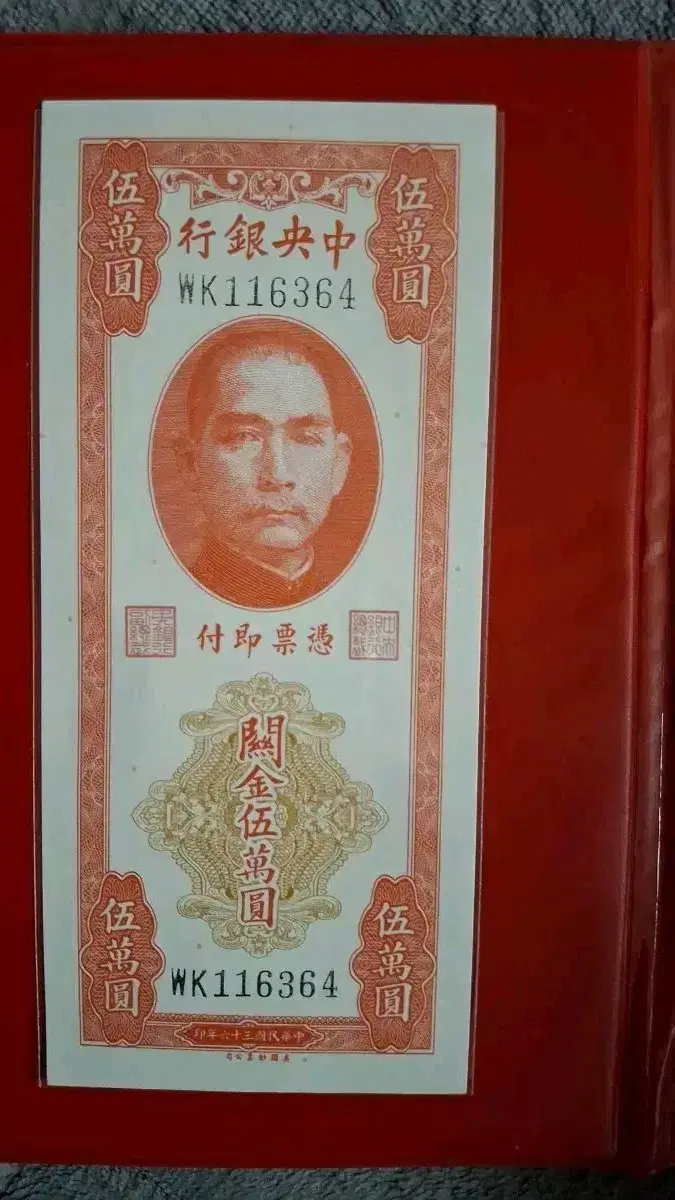 伍萬圓
伍萬圓
中央銀行
WK116364
憑票即付
關金伍萬圓
伍萬圓
伍萬圓
WK116364
中華民國三十六年印